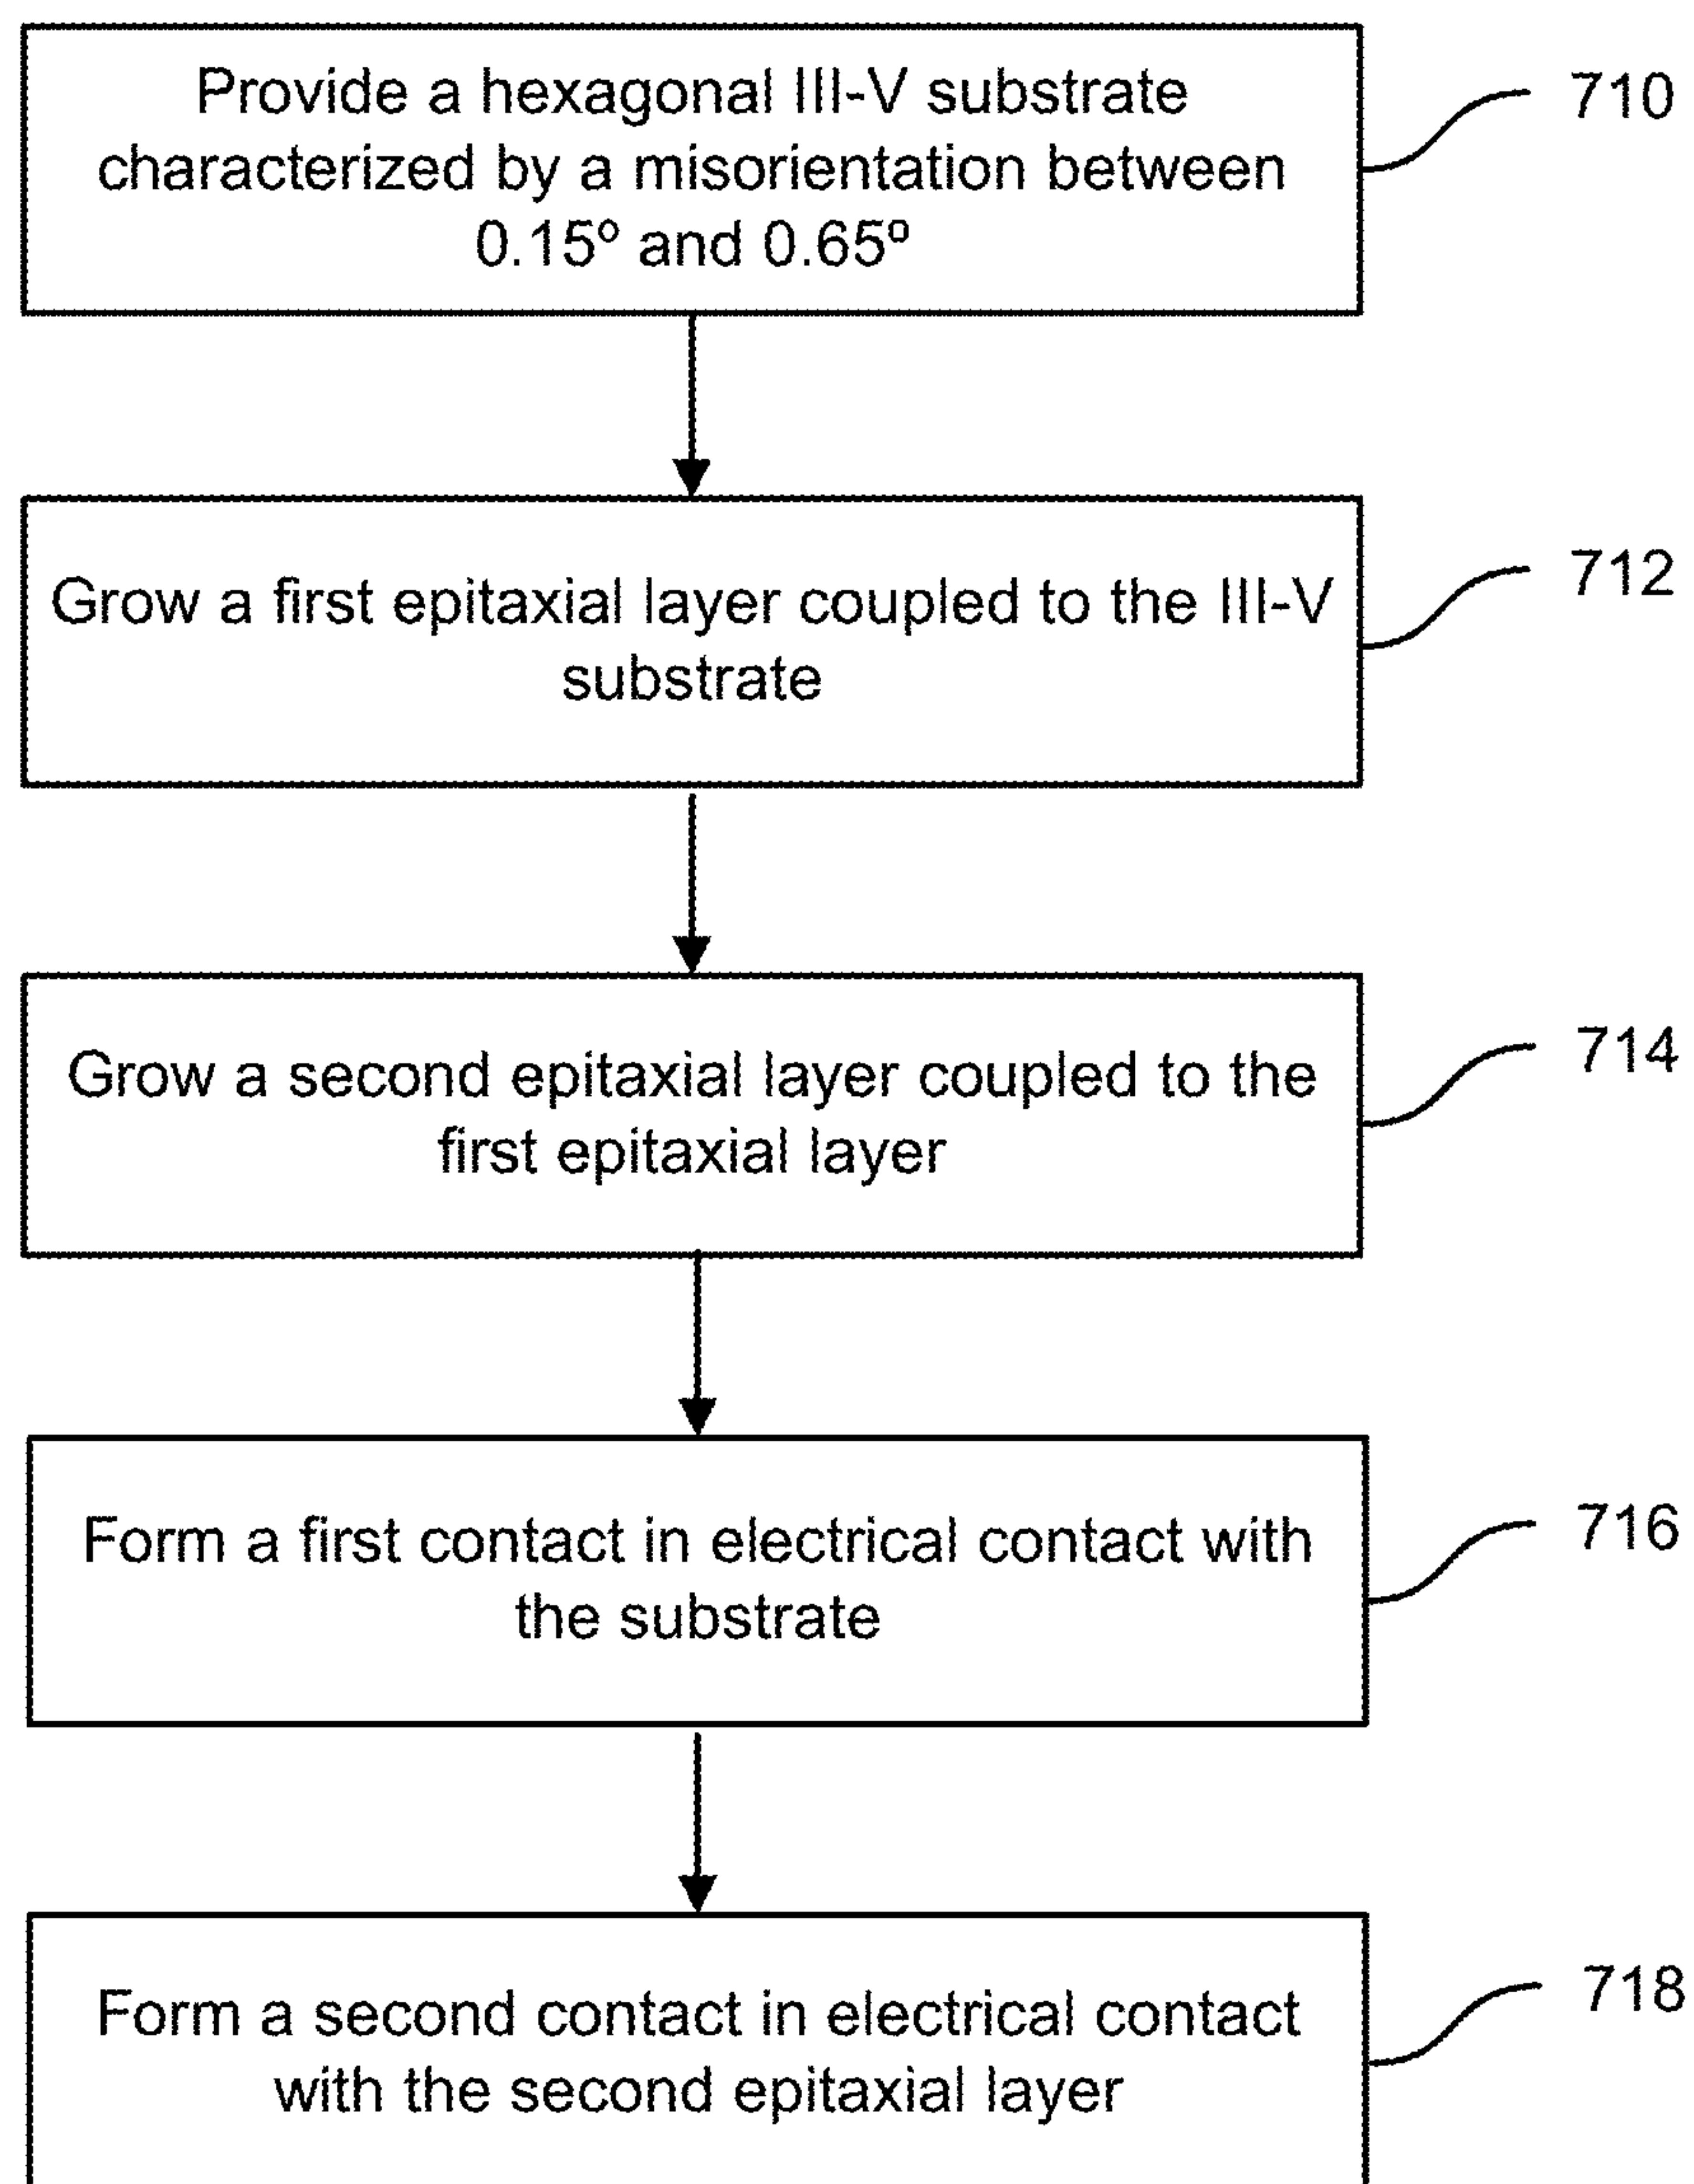 Provide a hexagonal III-V substrate
characterized by a misorientation between
0.15º and 0.65º
710
Grow a first epitaxial layer coupled to the III-V
substrate
712
Grow a second epitaxial layer coupled to the
first epitaxial layer
714
Form a first contact in electrical contact with
the substrate
716
Form a second contact in electrical contact
with the second epitaxial layer
718